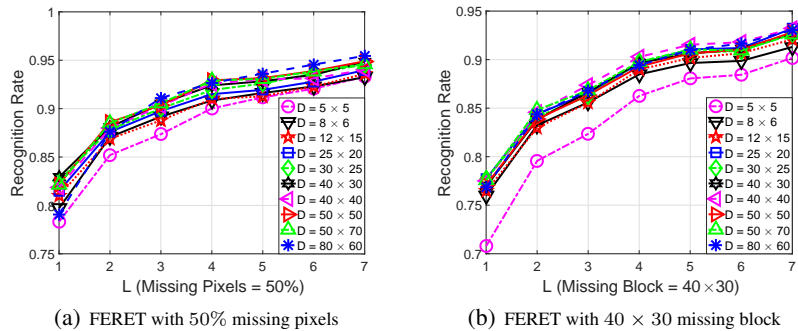 1
0.95
0.9
0.85
0.8
0.75
Recognition Rate
D = 5 × 5
D = 8 × 6
D = 12 × 15
D = 25 × 20
D = 30 × 25
D = 40 × 30
D = 40 × 40
D = 50 × 50
D = 50 × 70
D = 80 × 60
1 2 3 4 5 6 7
L (Missing Pixels = 50%)
(a) FERET with 50% missing pixels
0.95
0.9
0.85
0.8
0.75
0.7
Recognition Rate
D = 5 × 5
D = 8 × 6
D = 12 × 15
D = 25 × 20
D = 30 × 25
D = 40 × 30
D = 40 × 40
D = 50 × 50
D = 50 × 70
D = 80 × 60
1 2 3 4 5 6 7
L (Missing Block = 40×30)
(b) FERET with 40 × 30 missing block